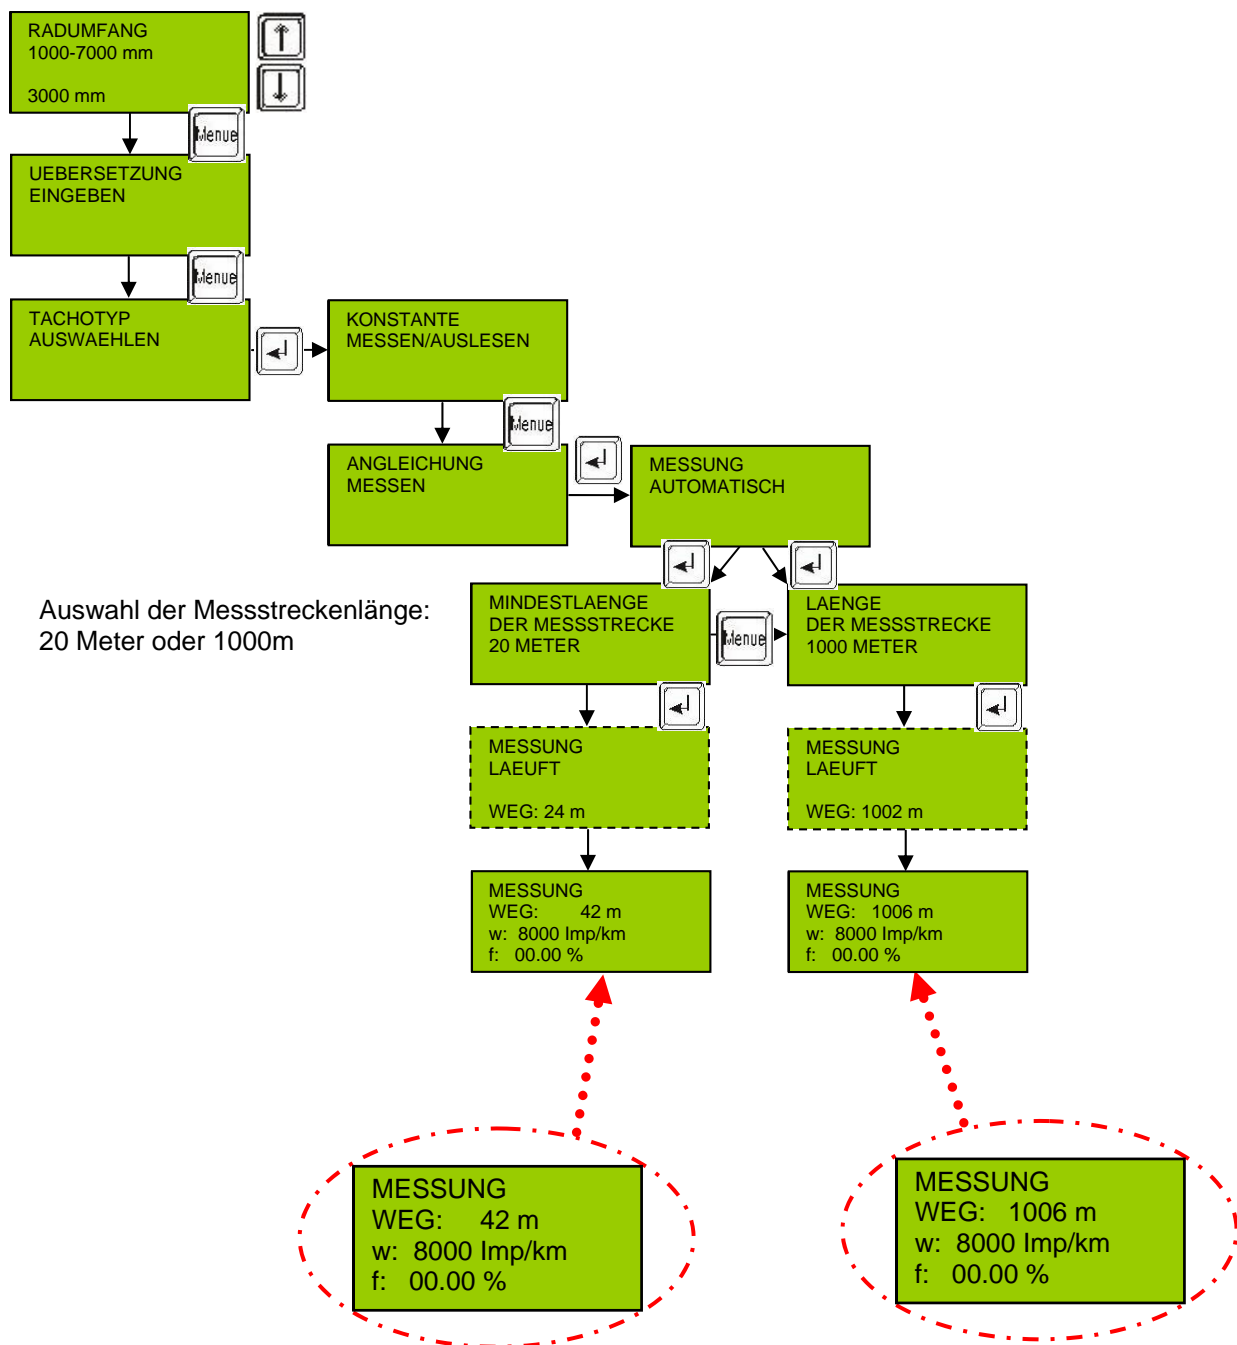 RADUMFANG
1000-7000 mm
3000 mm
Menue
UEBERSETZUNG
EINGEBEN
Menue
TACHOTYP
AUSWAEHLEN
KONSTANTE
MESSEN/AUSLESEN
Menue
ANGLEICHUNG
MESSEN
MESSUNG
AUTOMATISCH
Auswahl der Messstreckenlänge:
20 Meter oder 1000m
MINDESTLAENGE
DER MESSSTRECKE
20 METER
Menue
LAENGE
DER MESSSTRECKE
1000 METER
MESSUNG
LAEUFT
WEG: 24 m
MESSUNG
LAEUFT
WEG: 1002 m
MESSUNG
WEG: 42 m
w: 8000 Imp/km
f: 00.00 %
MESSUNG
WEG: 1006 m
w: 8000 Imp/km
f: 00.00 %
MESSUNG
WEG: 42 m
w: 8000 Imp/km
f: 00.00 %
MESSUNG
WEG: 1006 m
w: 8000 Imp/km
f: 00.00 %